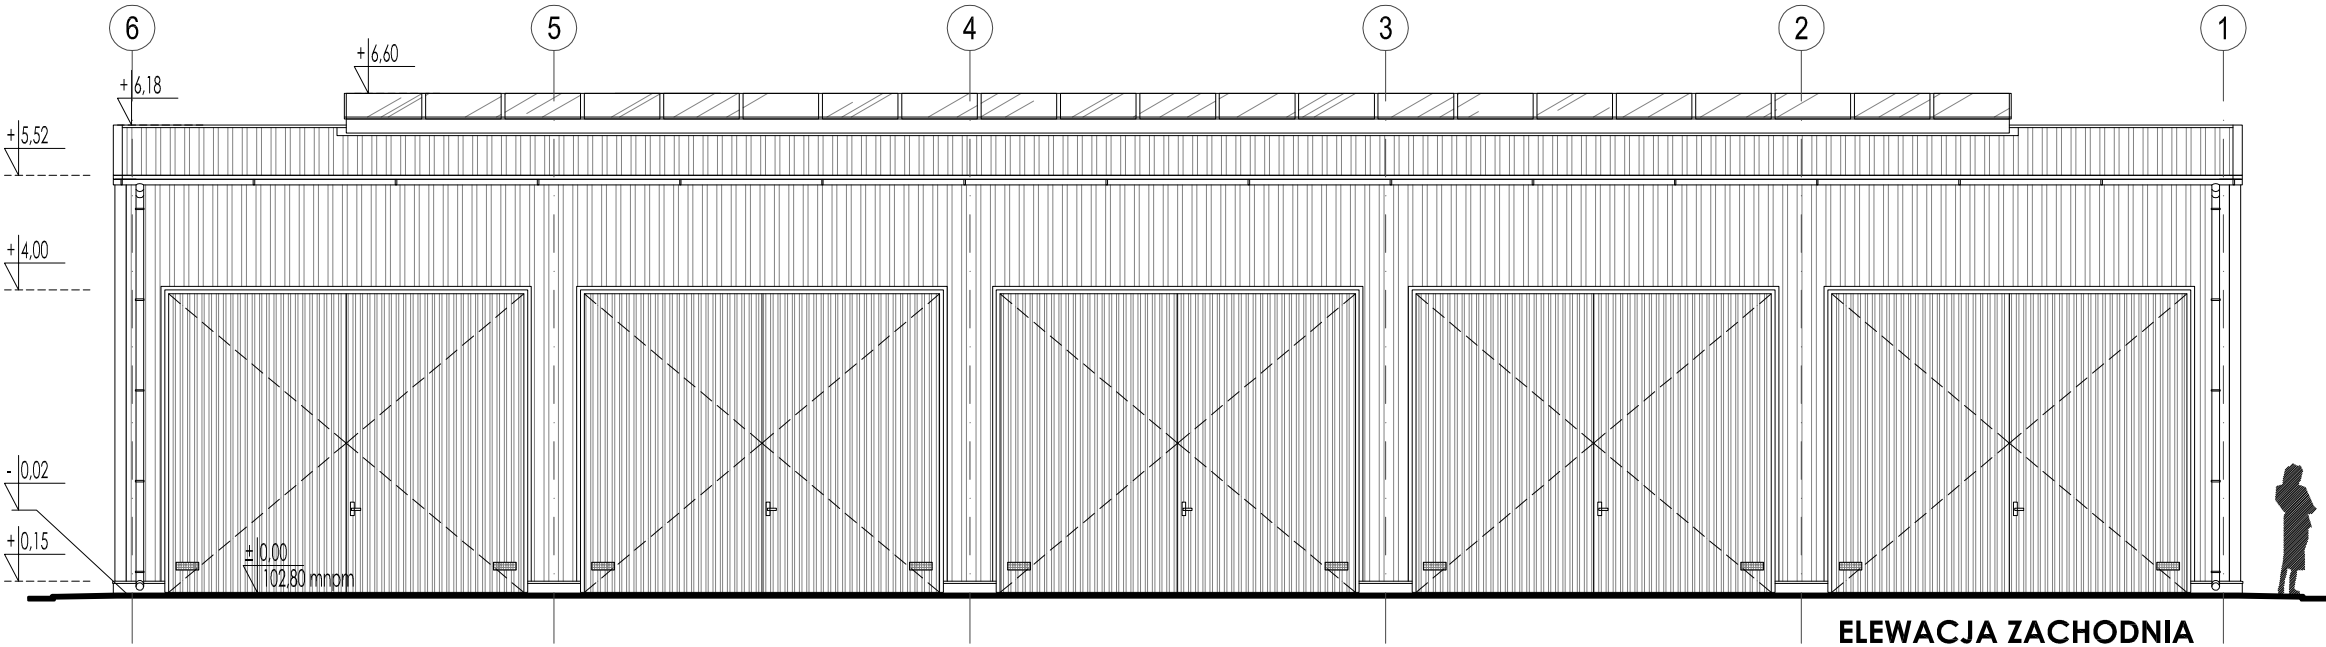 6 5 4 3 2 1
+6,60
+6,18
+5,52
+4,00
-0,02
+0,15
±0,00
102,80 mnpm
ELEWACJA ZACHODNIA